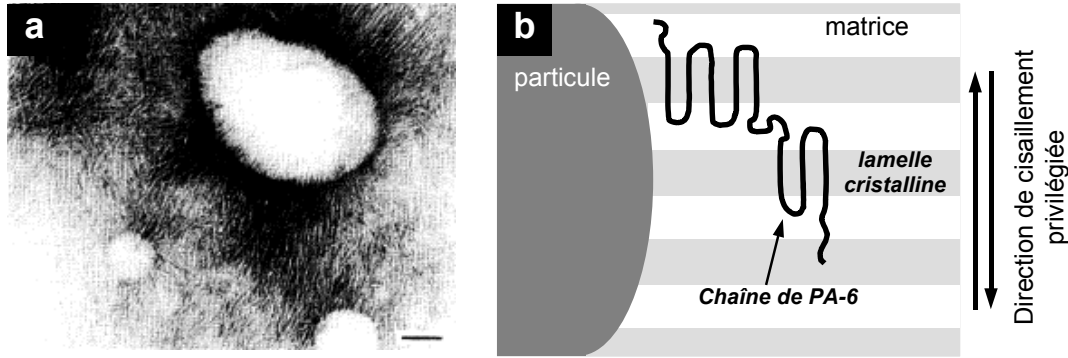 a
b
particule
matrice
lamelle
cristalline
Chaîne de PA-6
Direction de cisaillement
privilégiée